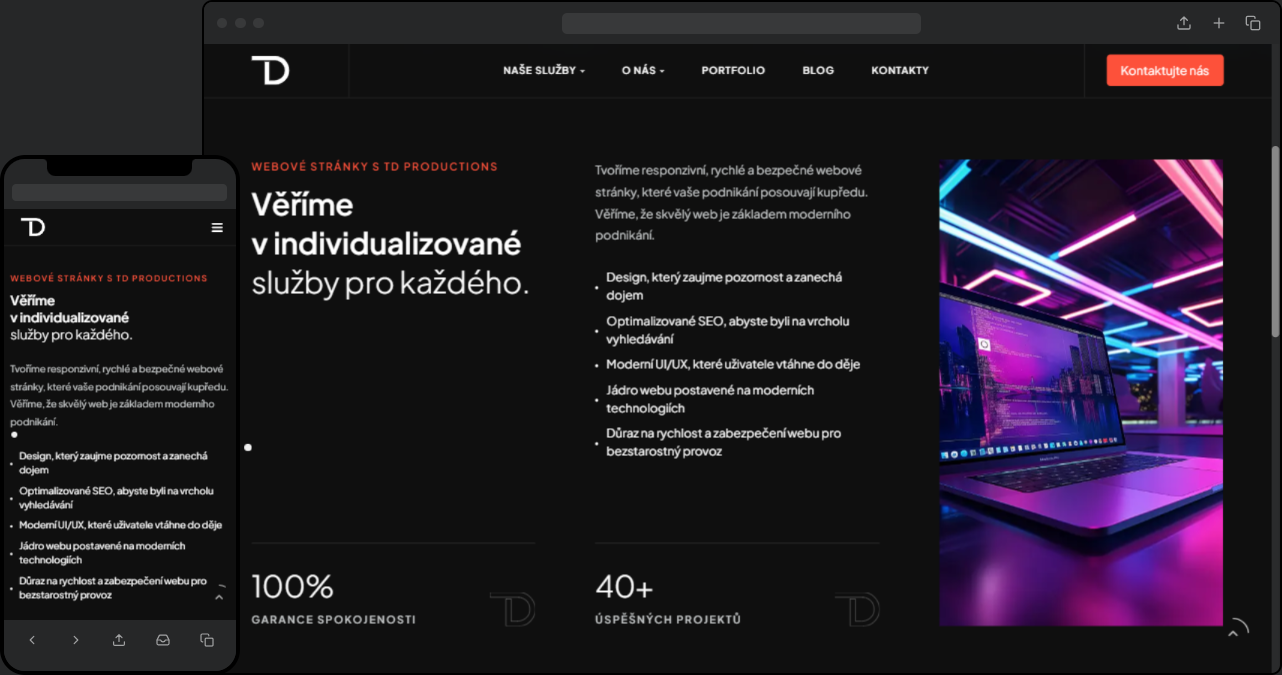 TD
NAŠE SLUŽBY
O NÁS
PORTFOLIO
BLOG
KONTAKTY
Kontaktujte nás
WEBOVÉ STRÁNKY S TD PRODUCTIONS
Věříme
v individualizované
služby pro každého.
Tvoříme responzivní, rychlé a bezpečné webové
stránky, které vaše podnikání posouvají kupředu.
Věříme, že skvělý web je základem moderního
podnikání.
• Design, který zaujme pozornost a zanechá
dojem
• Optimalizované SEO, abyste byli na vrcholu
vyhledávání
• Moderní UI/UX, které uživatele vtáhne do děje
• Jádro webu postavené na moderních
technologiích
• Důraz na rychlost a zabezpečení webu pro
bezstarostný provoz
100%
GARANCE SPOKOJENOSTI
TD
40+
ÚSPĚŠNÝCH PROJEKTŮ
TD
TD
WEBOVÉ STRÁNKY S TD PRODUCTIONS
Věříme
v individualizované
služby pro každého.
Tvoříme responzivní, rychlé a bezpečné webové
stránky, které vaše podnikání posouvají kupředu.
Věříme, že skvělý web je základem moderního
podnikání.
• Design, který zaujme pozornost a zanechá
dojem
• Optimalizované SEO, abyste byli na vrcholu
vyhledávání
• Moderní UI/UX, které uživatele vtáhne do děje
• Jádro webu postavené na moderních
technologiích
• Důraz na rychlost a zabezpečení webu pro
bezstarostný provoz